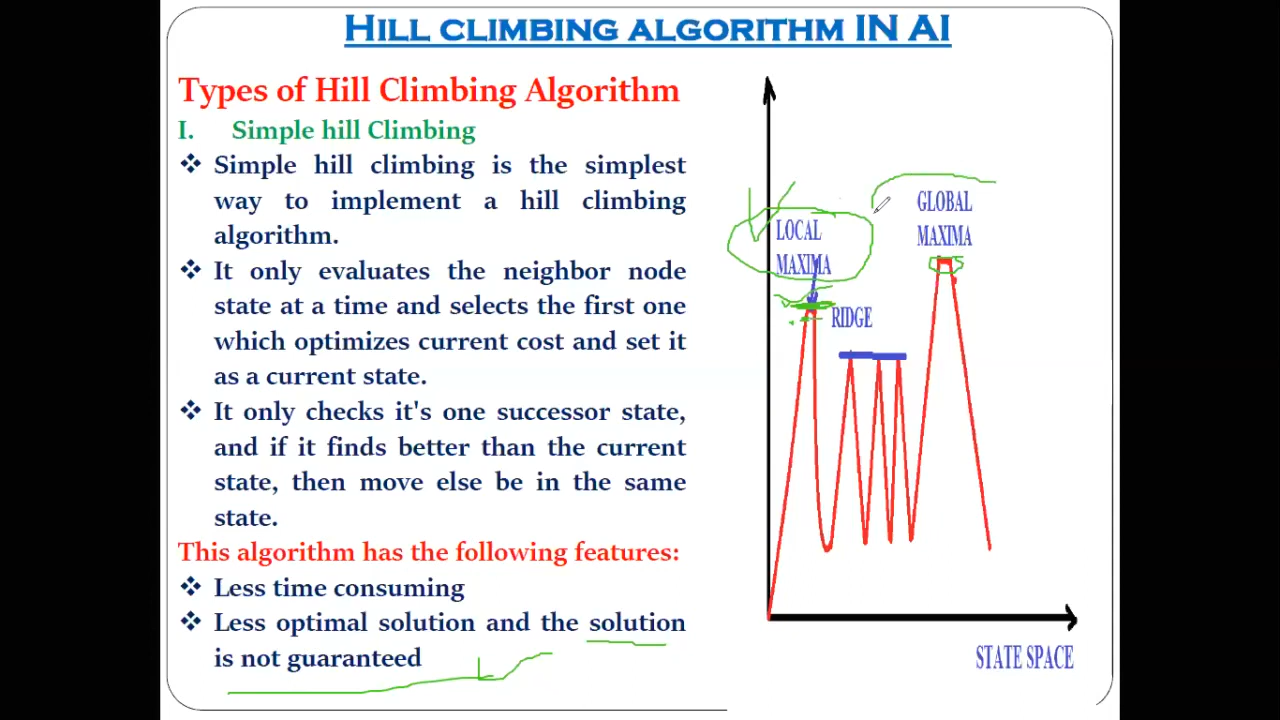 HILL CLIMBING ALGORITHM IN AI
Types of Hill Climbing Algorithm
I. Simple hill Climbing
❖ Simple hill climbing is the simplest
way to implement a hill climbing
algorithm.
❖ It only evaluates the neighbor node
state at a time and selects the first one
which optimizes current cost and set it
as a current state.
❖ It only checks it's one successor state,
and if it finds better than the current
state, then move else be in the same
state.
This algorithm has the following features:
❖ Less time consuming
❖ Less optimal solution and the solution
is not guaranteed
LOCAL
MAXIMA
RIDGE
GLOBAL
MAXIMA
STATE SPACE